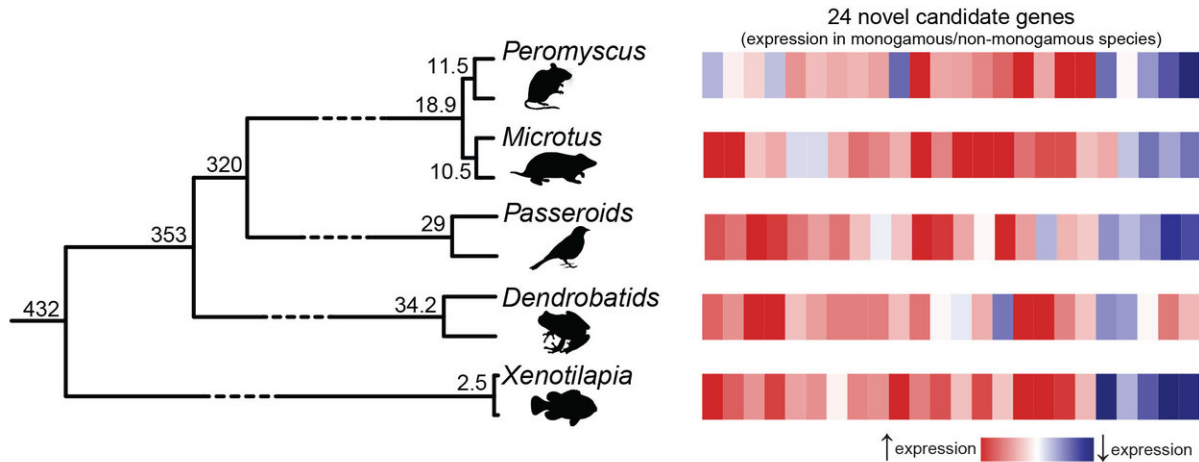 24 novel candidate genes
(expression in monogamous/non-monogamous species)
Peromyscus
11.5
18.9
Microtus
10.5
320
Passeroids
29
353
Dendrobatids
34.2
432
Xenotilapia
2.5
↑ expression
↓ expression